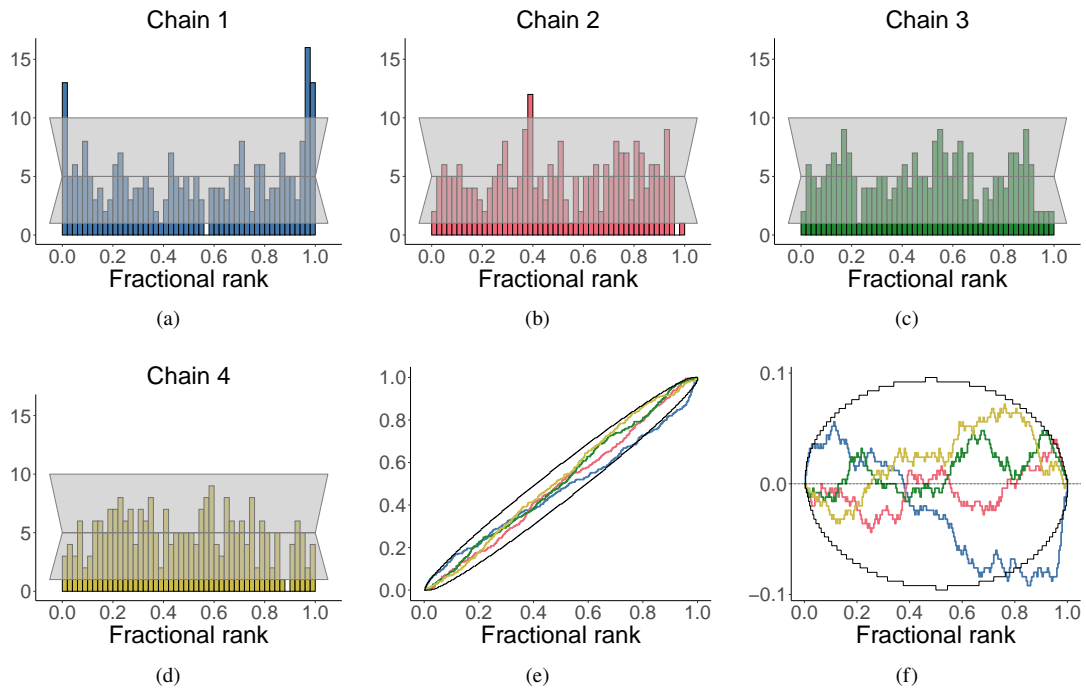 Chain 1
15
10
5
0
0.0 0.2 0.4 0.6 0.8 1.0
Fractional rank
(a)
Chain 2
15
10
5
0
0.0 0.2 0.4 0.6 0.8 1.0
Fractional rank
(b)
Chain 3
15
10
5
0
0.0 0.2 0.4 0.6 0.8 1.0
Fractional rank
(c)
Chain 4
15
10
5
0
0.0 0.2 0.4 0.6 0.8 1.0
Fractional rank
(d)
1.0
0.8
0.6
0.4
0.2
0.0
0.0 0.2 0.4 0.6 0.8 1.0
Fractional rank
(e)
0.1
0.0
−0.1
0.0 0.2 0.4 0.6 0.8 1.0
Fractional rank
(f)